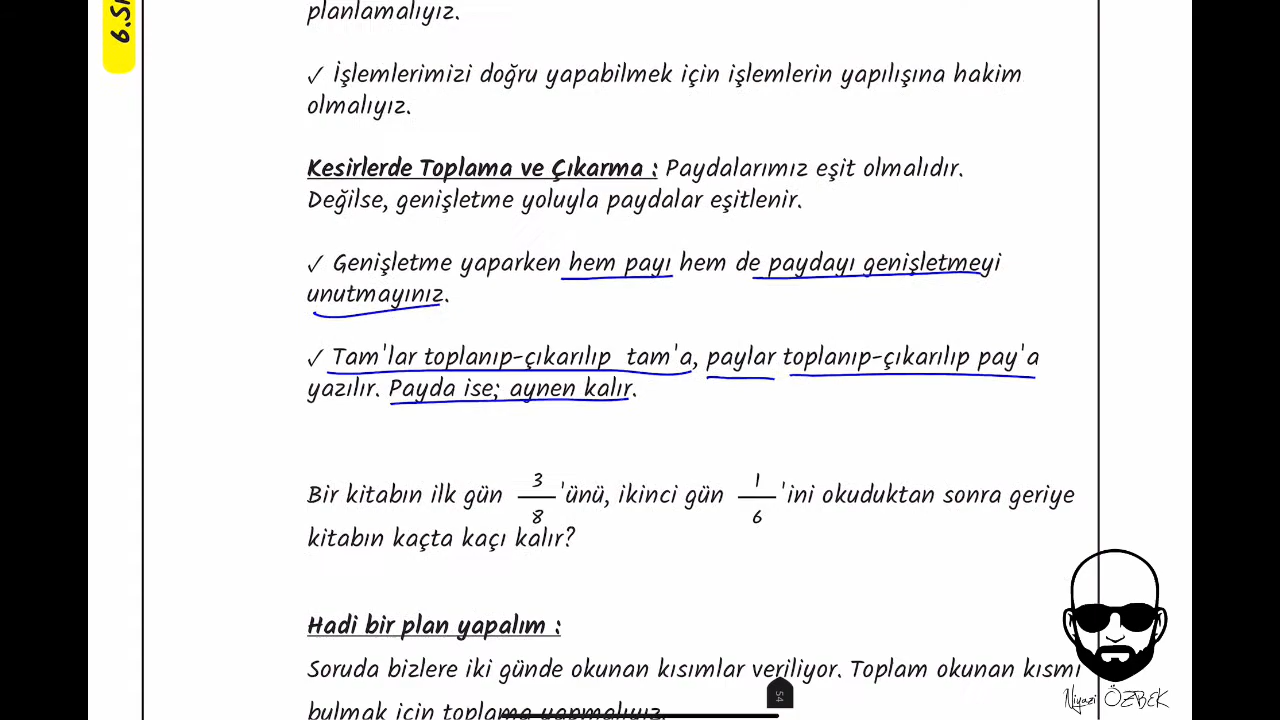 6.Sı
planlamalıyız.
✓ İşlemlerimizi doğru yapabilmek için işlemlerin yapılışına hakim
olmalıyız.
Kesirlerde Toplama ve Çıkarma : Paydalarımız eşit olmalıdır.
Değilse, genişletme yoluyla paydalar eşitlenir.
✓ Genişletme yaparken hem payı hem de paydayı genişletmeyi
unutmayınız.
✓ Tam'lar toplanıp-çıkarılıp tam'a, paylar toplanıp-çıkarılıp pay'a
yazılır. Payda ise; aynen kalır.
Bir kitabın ilk gün 3/8 'ünü, ikinci gün 1/6 'ini okuduktan sonra geriye
kitabın kaçta kaçı kalır?
Hadi bir plan yapalım :
Soruda bizlere iki günde okunan kısımlar veriliyor. Toplam okunan kısmı
bulmak için toplama yapmalıyız.
54
Niyazi ÖZBEK